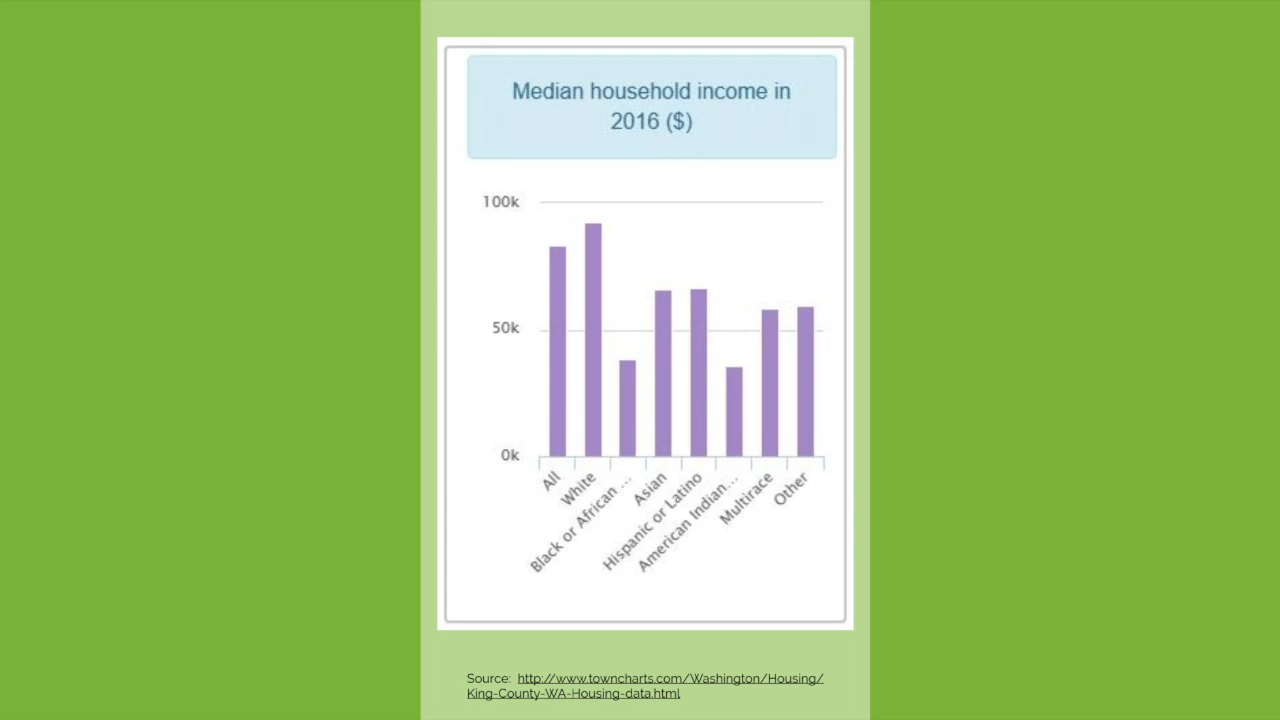 Median household income in
2016 ($)
100k
50k
0k
All
White
Black or African ...
Asian
Hispanic or Latino
American Indian...
Multirace
Other
Source: http://www.towncharts.com/Washington/Housing/
King-County-WA-Housing-data.html